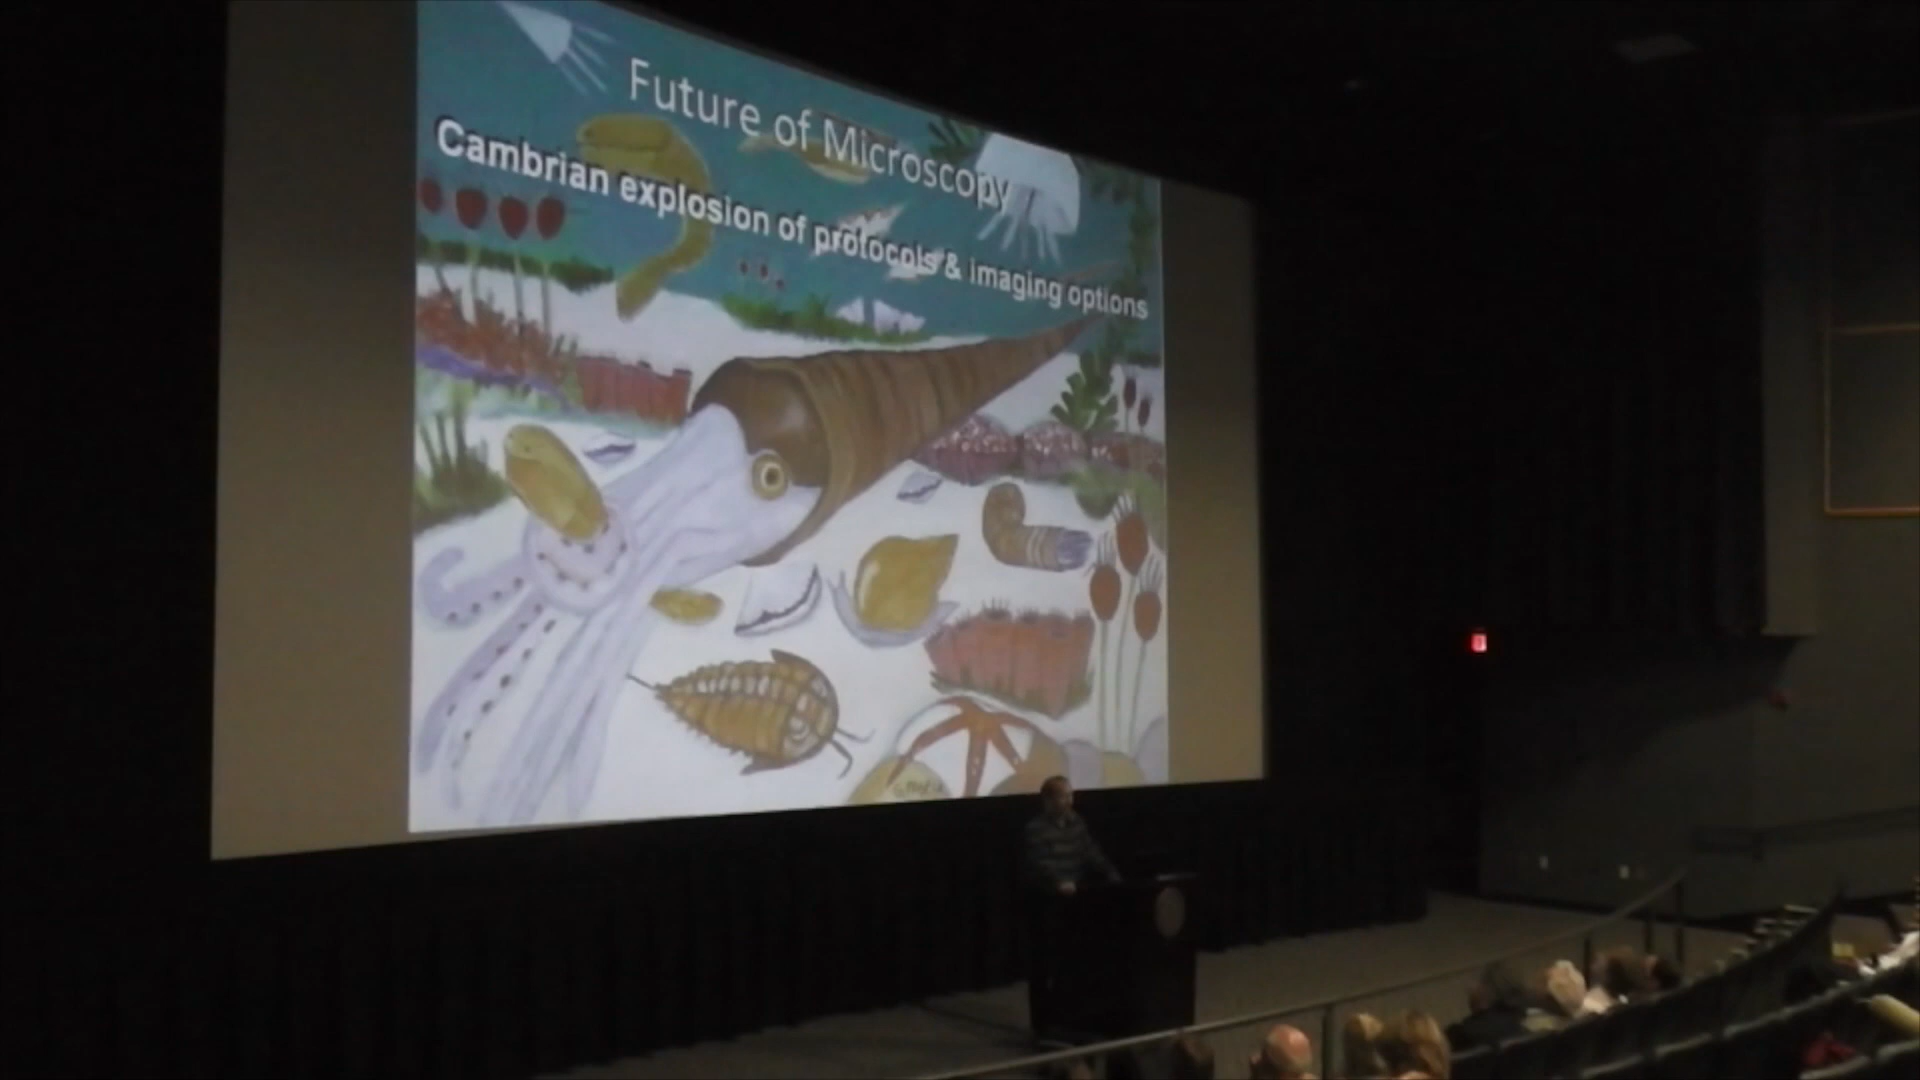 Future of Microscopy
Cambrian explosion of protocols & imaging options